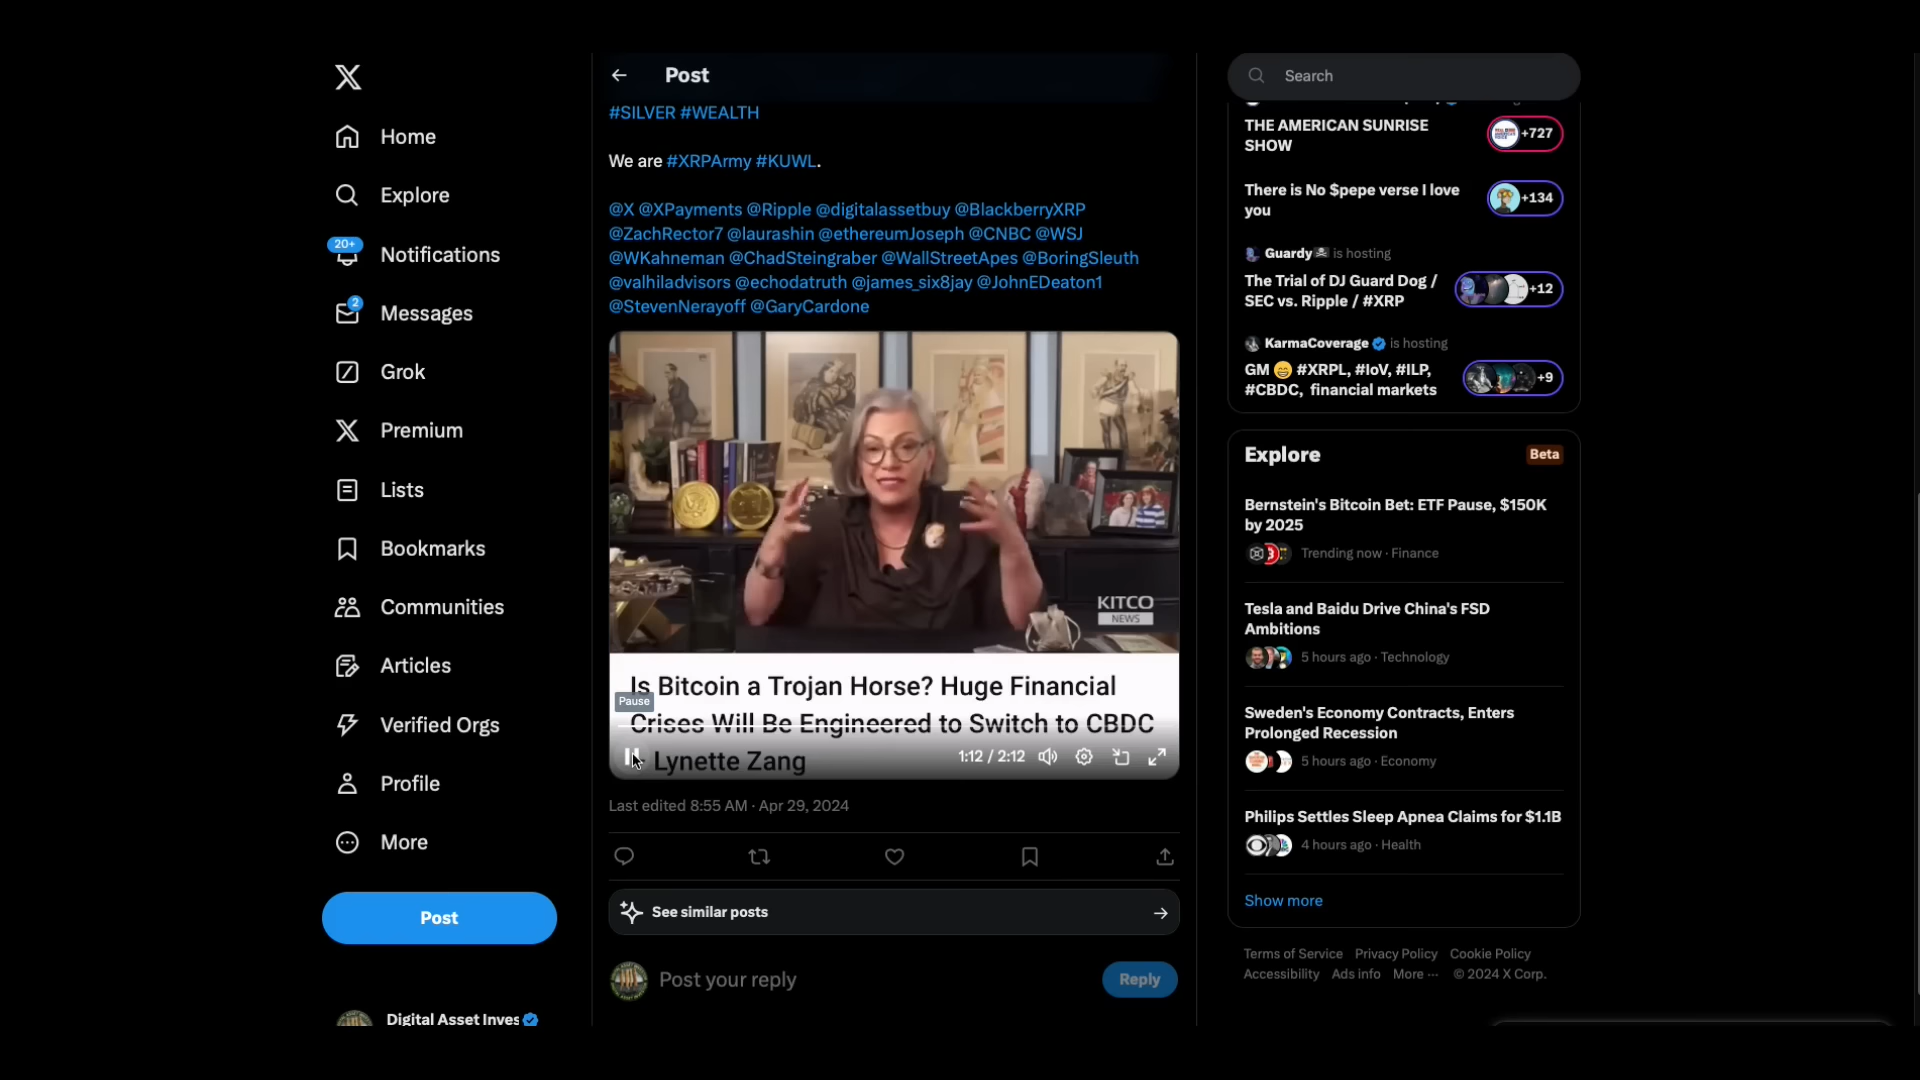 Home
Explore
20+
Notifications
2
Messages
Grok
Premium
Lists
Bookmarks
Communities
Articles
Verified Orgs
Profile
More
Post
Digital Asset Inves
Post
#SILVER #WEALTH
We are #XRPArmy #KUWL.
@X @XPayments @Ripple @digitalassetbuy @BlackberryXRP
@ZachRector7 @laurashin @ethereumJoseph @CNBC @WSJ
@WKahneman @ChadSteingraber @WallStreetApes @BoringSleuth
@valhiladvisors @echodatruth @james_six8jay @JohnEDeaton1
@StevenNerayoff @GaryCardone
KITCO
NEWS
Is Bitcoin a Trojan Horse? Huge Financial
Pause
Crises Will Be Engineered to Switch to CBDC
Lynette Zang
1:12 / 2:12
Last edited 8:55 AM · Apr 29, 2024
See similar posts
Post your reply
Reply
Search
THE AMERICAN SUNRISE
SHOW
+727
There is No $pepe verse I love
you
+134
Guardy is hosting
The Trial of DJ Guard Dog /
SEC vs. Ripple / #XRP
+12
KarmaCoverage is hosting
GM 😁 #XRPL, #IoV, #ILP,
#CBDC, financial markets
+9
Explore
Beta
Bernstein's Bitcoin Bet: ETF Pause, $150K
by 2025
Trending now · Finance
Tesla and Baidu Drive China's FSD
Ambitions
5 hours ago · Technology
Sweden's Economy Contracts, Enters
Prolonged Recession
5 hours ago · Economy
Philips Settles Sleep Apnea Claims for $1.1B
4 hours ago · Health
Show more
Terms of Service Privacy Policy Cookie Policy
Accessibility Ads info More ··· © 2024 X Corp.